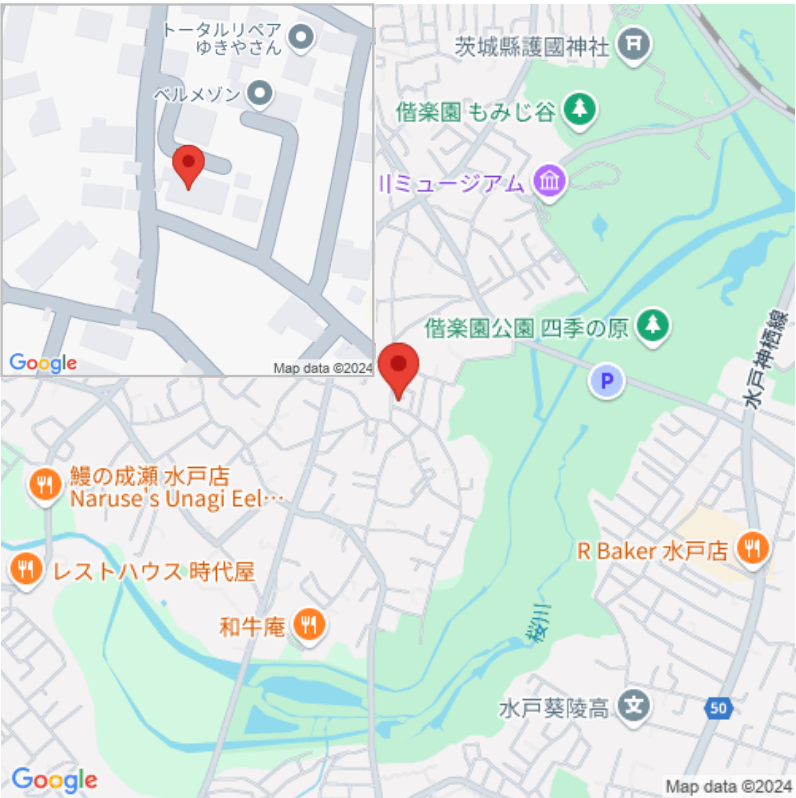 トータルリペア
ゆきやさん
ベルメゾン
Google
Map data ©2024
茨城縣護國神社
偕楽園 もみじ谷
川ミュージアム
偕楽園公園 四季の原
P
水戸神栖線
鰻の成瀬 水戸店
Naruse's Unagi Eel…
R Baker 水戸店
レストハウス 時代屋
和牛庵
桜川
水戸葵陵高
文
50
Google
Map data ©2024